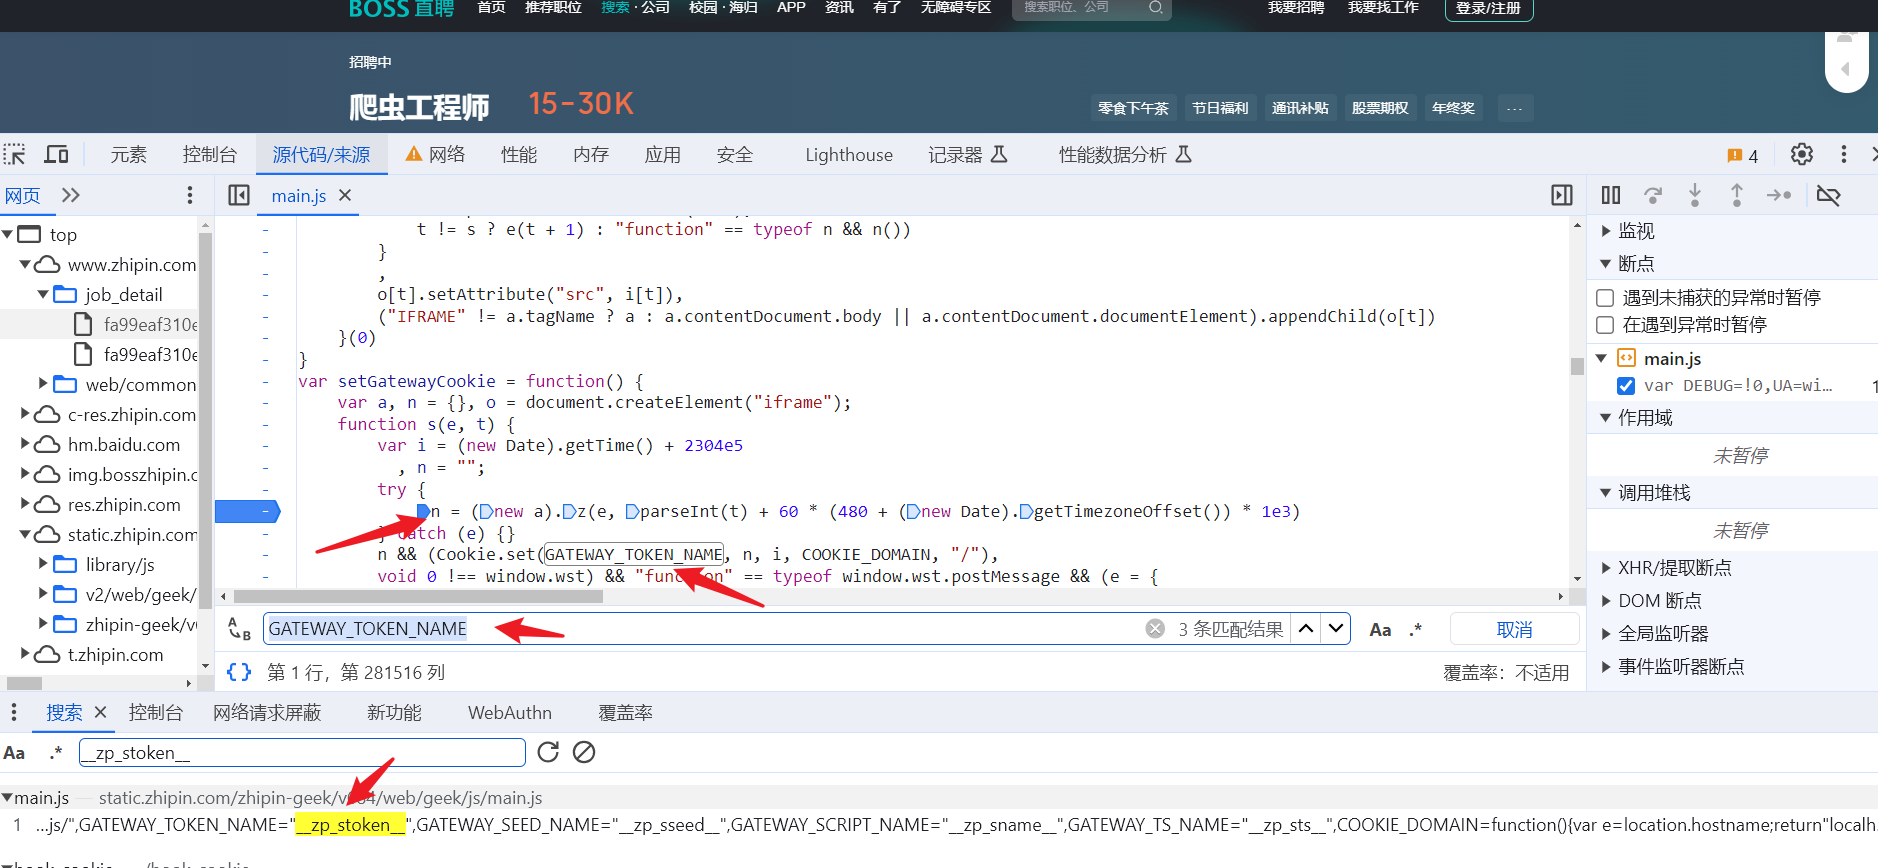 BOSS 直聘 首页 推荐职位 搜索 · 公司 校园 · 海归 APP 资讯 有了 无障碍专区 搜索职位、公司 我要招聘 我要找工作 登录/注册
招聘中
爬虫工程师 15-30K 零食下午茶 节日福利 通讯补贴 股票期权 年终奖 ...
元素 控制台 源代码/来源 网络 性能 内存 应用 安全 Lighthouse 记录器 性能数据分析 4
网页 main.js
top
www.zhipin.com
job_detail
fa99eaf310e
fa99eaf310e
web/common
c-res.zhipin.com
hm.baidu.com
img.bosszhipin.c
res.zhipin.com
static.zhipin.com
library/js
v2/web/geek/
zhipin-geek/v6
t.zhipin.com
t != s ? e(t + 1) : "function" == typeof n && n())
}
,
o[t].setAttribute("src", i[t]),
("IFRAME" != a.tagName ? a : a.contentDocument.body || a.contentDocument.documentElement).appendChild(o[t])
}(0)
}
var setGatewayCookie = function() {
var a, n = {}, o = document.createElement("iframe");
function s(e, t) {
var i = (new Date).getTime() + 2304e5
, n = "";
try {
n = (new a).z(e, parseInt(t) + 60 * (480 + (new Date).getTimezoneOffset()) * 1e3)
} catch (e) {}
n && (Cookie.set(GATEWAY_TOKEN_NAME, n, i, COOKIE_DOMAIN, "/"),
void 0 !== window.wst) && "function" == typeof window.wst.postMessage && (e = {
GATEWAY_TOKEN_NAME 3 条匹配结果 Aa .* 取消
{} 第 1 行，第 281516 列 覆盖率：不适用
监视
断点
遇到未捕获的异常时暂停
在遇到异常时暂停
main.js
var DEBUG=!0,UA=wi… 1
作用域
未暂停
调用堆栈
未暂停
XHR/提取断点
DOM 断点
全局监听器
事件监听器断点
搜索 控制台 网络请求屏蔽 新功能 WebAuthn 覆盖率
Aa .* __zp_stoken__
main.js — static.zhipin.com/zhipin-geek/v684/web/geek/js/main.js
1 …js/",GATEWAY_TOKEN_NAME="__zp_stoken__",GATEWAY_SEED_NAME="__zp_sseed__",GATEWAY_SCRIPT_NAME="__zp_sname__",GATEWAY_TS_NAME="__zp_sts__",COOKIE_DOMAIN=function(){var e=location.hostname;return"localh.